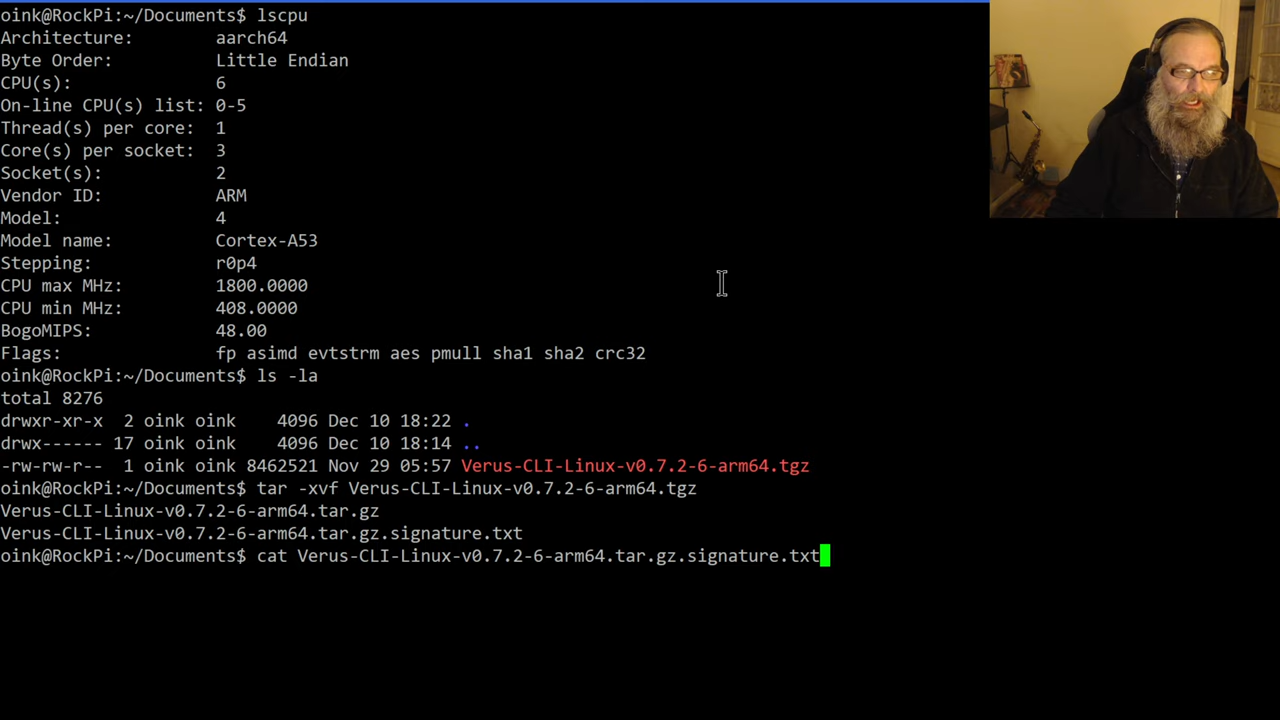 oink@RockPi:~/Documents$ lscpu
Architecture: aarch64
Byte Order: Little Endian
CPU(s): 6
On-line CPU(s) list: 0-5
Thread(s) per core: 1
Core(s) per socket: 3
Socket(s): 2
Vendor ID: ARM
Model: 4
Model name: Cortex-A53
Stepping: r0p4
CPU max MHz: 1800.0000
CPU min MHz: 408.0000
BogoMIPS: 48.00
Flags: fp asimd evtstrm aes pmull sha1 sha2 crc32
oink@RockPi:~/Documents$ ls -la
total 8276
drwxr-xr-x 2 oink oink 4096 Dec 10 18:22 .
drwx------ 17 oink oink 4096 Dec 10 18:14 ..
-rw-rw-r-- 1 oink oink 8462521 Nov 29 05:57 Verus-CLI-Linux-v0.7.2-6-arm64.tgz
oink@RockPi:~/Documents$ tar -xvf Verus-CLI-Linux-v0.7.2-6-arm64.tgz
Verus-CLI-Linux-v0.7.2-6-arm64.tar.gz
Verus-CLI-Linux-v0.7.2-6-arm64.tar.gz.signature.txt
oink@RockPi:~/Documents$ cat Verus-CLI-Linux-v0.7.2-6-arm64.tar.gz.signature.txt